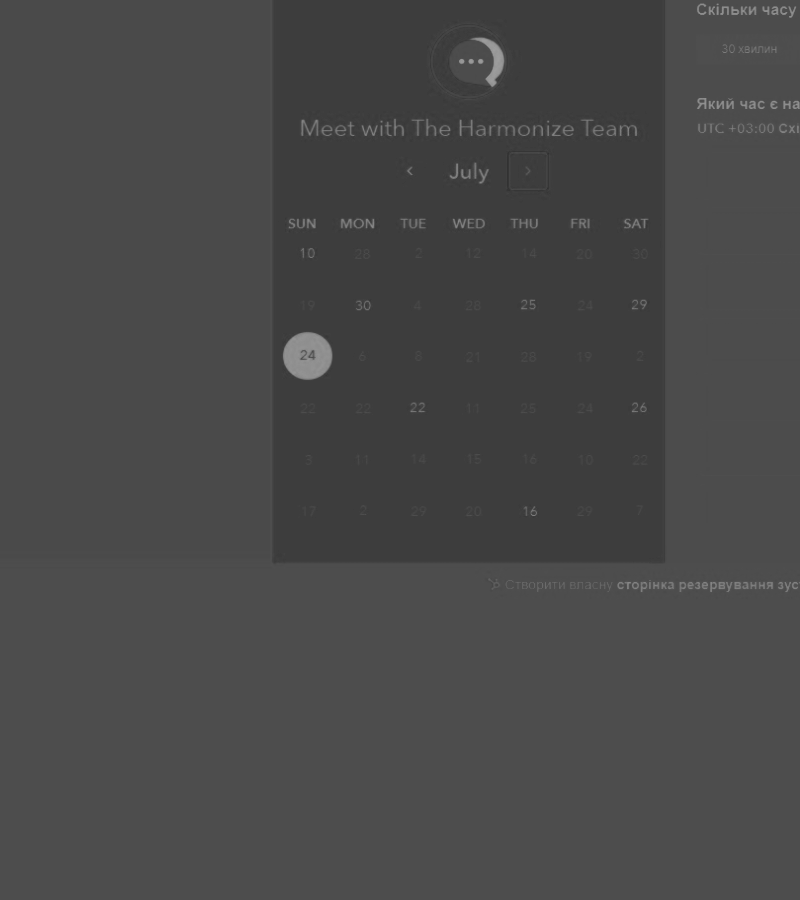 Скільки часу
30 хвилин
Meet with The Harmonize Team
Який час є на
UTC +03:00 Схі
July
SUN MON TUE WED THU FRI SAT
10 28 2 12 14 20 30
19 30 4 28 25 24 29
24 6 8 21 28 19 2
22 22 22 11 25 24 26
3 11 14 15 16 10 22
17 2 29 20 16 29 7
Створити власну сторінка резервування зус